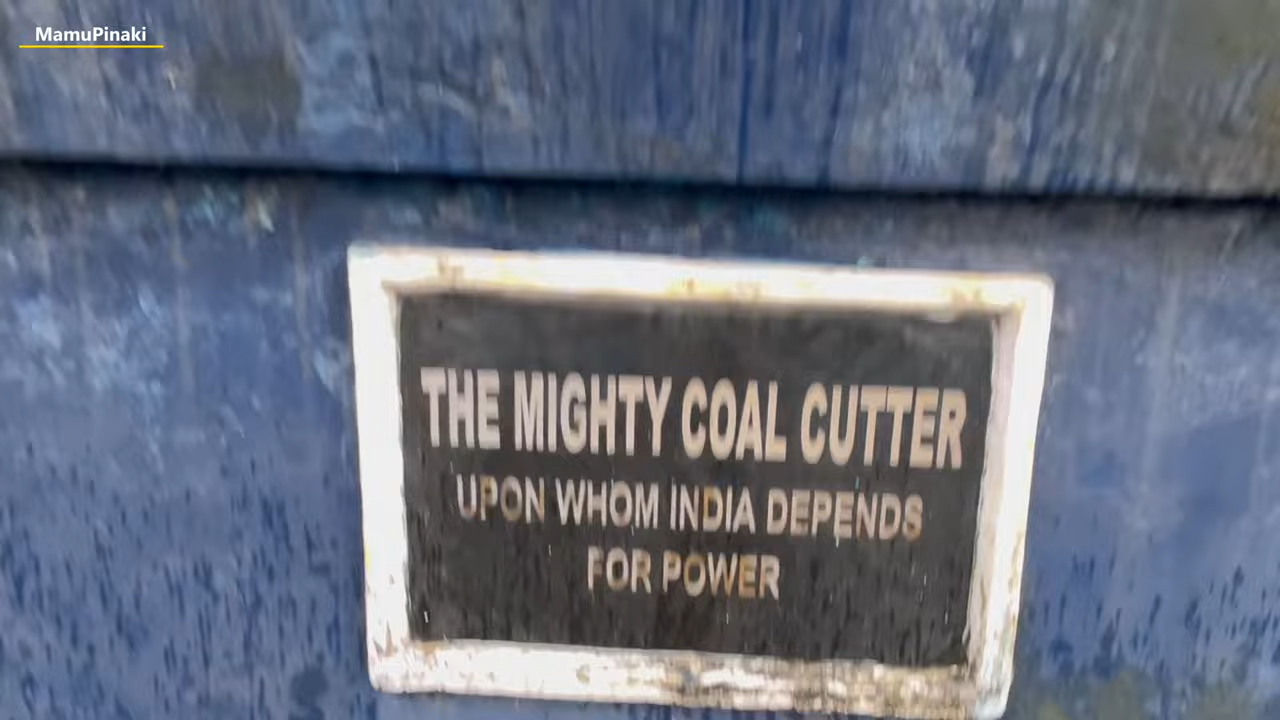 MamuPinaki
THE MIGHTY COAL CUTTER
UPON WHOM INDIA DEPENDS
FOR POWER